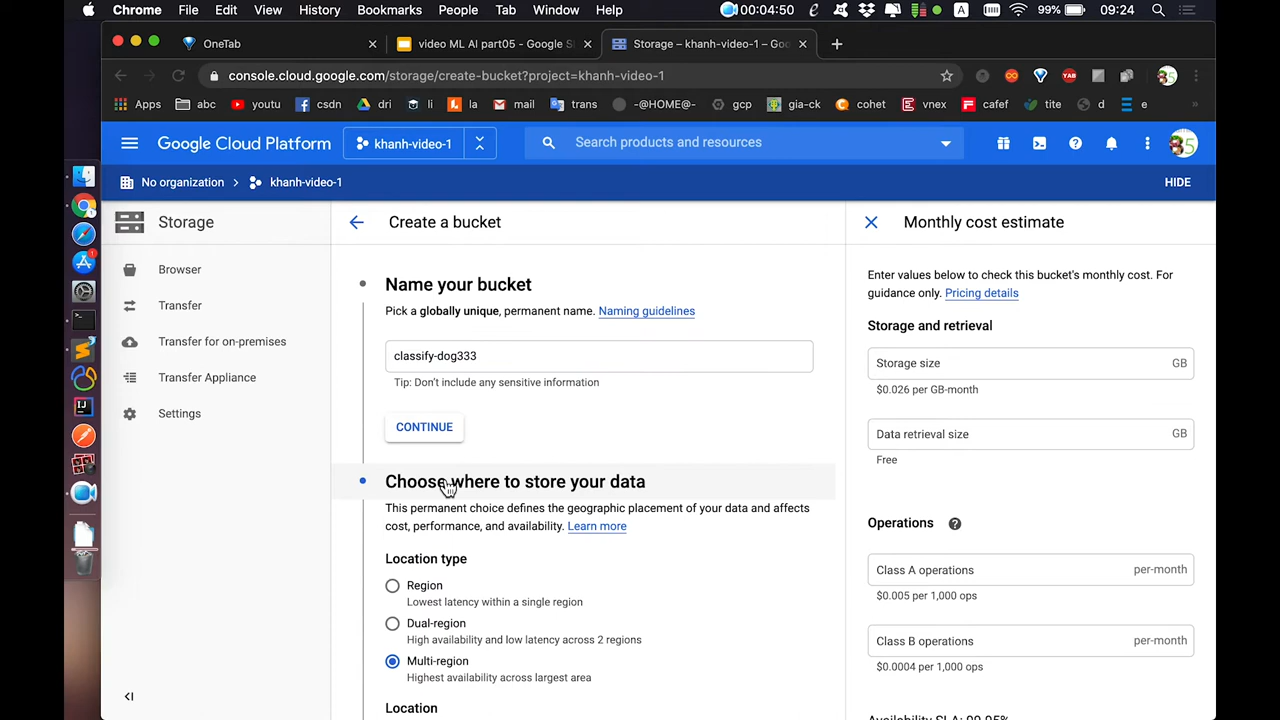 Chrome File Edit View History Bookmarks People Tab Window Help 00:04:50 A 99% 09:24
OneTab
video ML AI part05 - Google Sl
Storage – khanh-video-1 – Goo
console.cloud.google.com/storage/create-bucket?project=khanh-video-1
Apps abc youtu csdn dri li la mail trans -@HOME@- gcp gia-cx cohet vnex cafef tite d e »
Google Cloud Platform khanh-video-1 Search products and resources
No organization khanh-video-1 HIDE
Storage
Browser
Transfer
Transfer for on-premises
Transfer Appliance
Settings
Create a bucket
Name your bucket
Pick a globally unique, permanent name. Naming guidelines
classify-dog333
Tip: Don't include any sensitive information
CONTINUE
Choose where to store your data
This permanent choice defines the geographic placement of your data and affects
cost, performance, and availability. Learn more
Location type
Region
Lowest latency within a single region
Dual-region
High availability and low latency across 2 regions
Multi-region
Highest availability across largest area
Location
Monthly cost estimate
Enter values below to check this bucket's monthly cost. For
guidance only. Pricing details
Storage and retrieval
Storage size GB
$0.026 per GB-month
Data retrieval size GB
Free
Operations
Class A operations per-month
$0.005 per 1,000 ops
Class B operations per-month
$0.0004 per 1,000 ops
Availability SLA: 99.95%